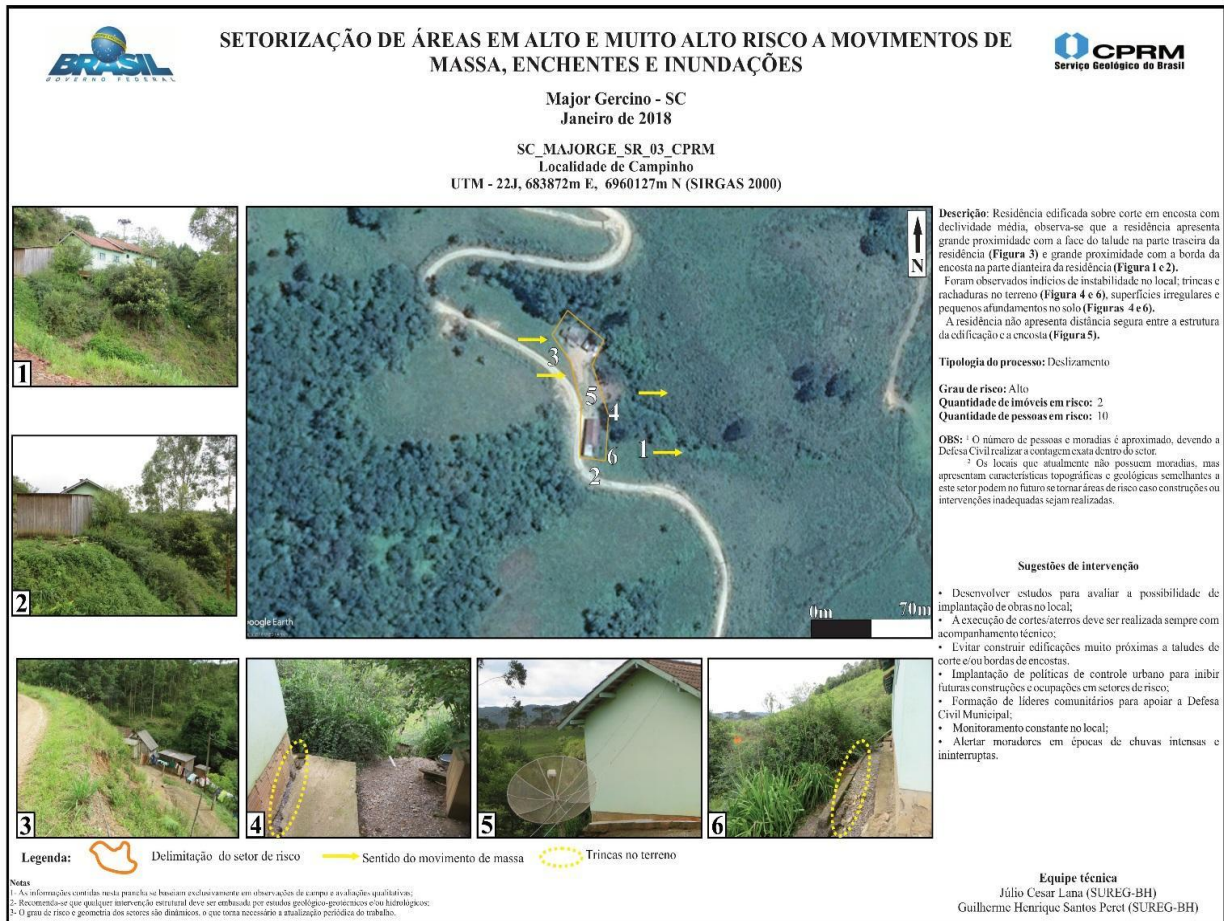 BRASIL
GOVERNO FEDERAL
SETORIZAÇÃO DE ÁREAS EM ALTO E MUITO ALTO RISCO A MOVIMENTOS DE
MASSA, ENCHENTES E INUNDAÇÕES
CPRM
Serviço Geológico do Brasil
Major Gercino - SC
Janeiro de 2018
SC_MAJORGE_SR_03_CPRM
Localidade de Campinho
UTM - 22J, 683872m E, 6960127m N (SIRGAS 2000)
1
2
3
5
4
1
6
2
N
0m 70m
oogle Earth
Descrição: Residência edificada sobre corte em encosta com
declividade média, observa-se que a residência apresenta
grande proximidade com a face do talude na parte traseira da
residência (Figura 3) e grande proximidade com a borda da
encosta na parte dianteira da residência (Figura 1 e 2).
Foram observados indícios de instabilidade no local; trincas e
rachaduras no terreno (Figura 4 e 6), superfícies irregulares e
pequenos afundamentos no solo (Figuras 4 e 6).
A residência não apresenta distância segura entre a estrutura
da edificação e a encosta (Figura 5).
Tipologia do processo: Deslizamento
Grau de risco: Alto
Quantidade de imóveis em risco: 2
Quantidade de pessoas em risco: 10
OBS: ¹ O número de pessoas e moradias é aproximado, devendo a
Defesa Civil realizar a contagem exata dentro do setor.
² Os locais que atualmente não possuem moradias, mas
apresentam características topográficas e geológicas semelhantes a
este setor podem no futuro se tornar áreas de risco caso construções ou
intervenções inadequadas sejam realizadas.
Sugestões de intervenção
• Desenvolver estudos para avaliar a possibilidade de
implantação de obras no local;
• A execução de cortes/aterros deve ser realizada sempre com
acompanhamento técnico;
• Evitar construir edificações muito próximas a taludes de
corte e/ou bordas de encostas.
• Implantação de políticas de controle urbano para inibir
futuras construções e ocupações em setores de risco;
• Formação de líderes comunitários para apoiar a Defesa
Civil Municipal;
• Monitoramento constante no local;
• Alertar moradores em épocas de chuvas intensas e
ininterruptas.
3
4
5
6
Legenda: Delimitação do setor de risco Sentido do movimento de massa Trincas no terreno
Notas
1- As informações contidas nesta prancha se baseiam exclusivamente em observações de campo e avaliações qualitativas;
2- Recomenda-se que qualquer intervenção estrutural deve ser embasada por estudos geológico-geotécnicos e/ou hidrológicos;
3- O grau de risco e geometria dos setores são dinâmicos, o que torna necessário a atualização periódica do trabalho.
Equipe técnica
Júlio Cesar Lana (SUREG-BH)
Guilherme Henrique Santos Peret (SUREG-BH)